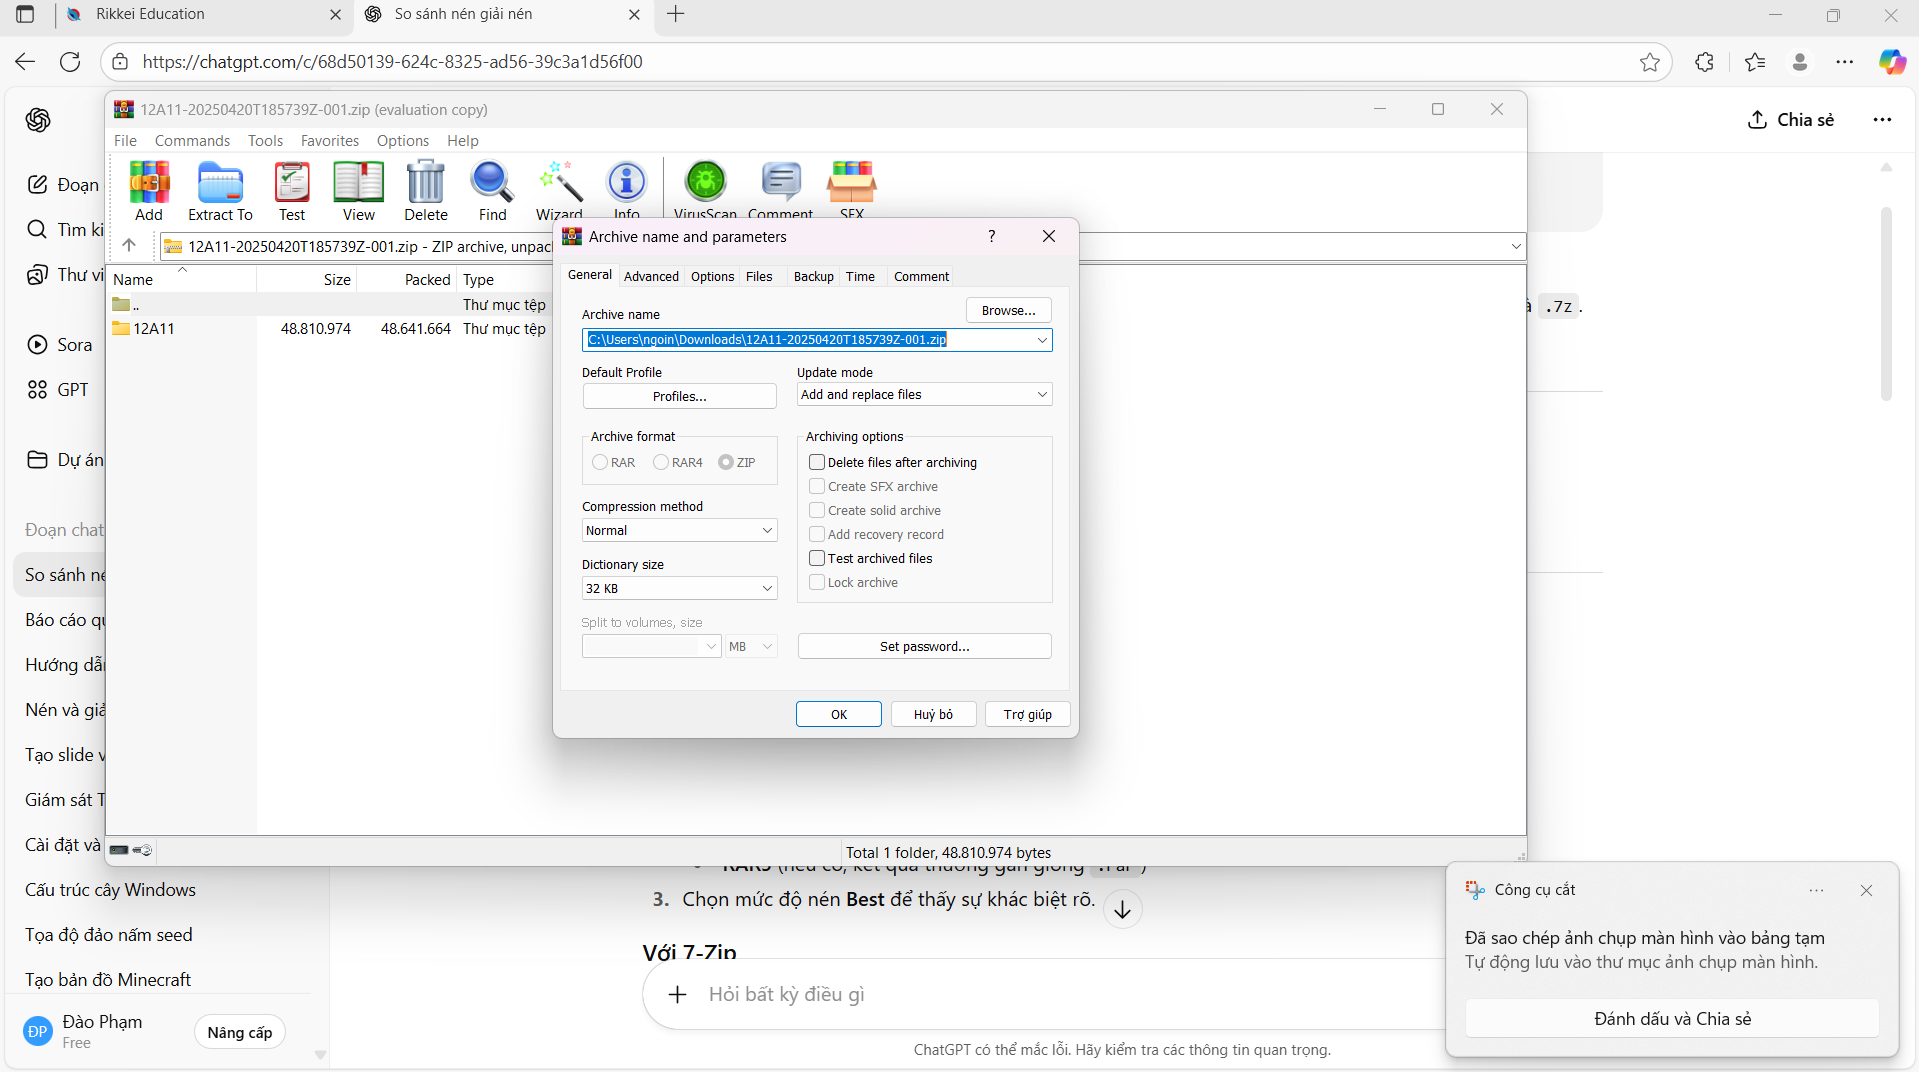 Rikkei Education
So sánh nén giải nén
https://chatgpt.com/c/68d50139-624c-8325-ad56-39c3a1d56f00
12A11-20250420T185739Z-001.zip (evaluation copy)
Chia sẻ
File Commands Tools Favorites Options Help
Đoạn
Add Extract To Test View Delete Find Wizard Info VirusScan Comment SFX
Tìm ki
12A11-20250420T185739Z-001.zip - ZIP archive, unpac
Thư vi
Name Size Packed Type
.. Thư mục tệp
12A11 48.810.974 48.641.664 Thư mục tệp
Sora
GPT
Dự án
Đoạn chat
So sánh né
Báo cáo qu
Hướng dẫ
Nén và giả
Tạo slide v
Giám sát T
Cài đặt và
Cấu trúc cây Windows
Tọa độ đảo nấm seed
Tạo bản đồ Minecraft
ĐP
Đào Phạm
Free
Nâng cấp
Archive name and parameters
?
General Advanced Options Files Backup Time Comment
Archive name
Browse...
C:\Users\ngoin\Downloads\12A11-20250420T185739Z-001.zip
Default Profile
Profiles...
Update mode
Add and replace files
Archive format
RAR RAR4 ZIP
Compression method
Normal
Dictionary size
32 KB
Split to volumes, size
MB
Archiving options
Delete files after archiving
Create SFX archive
Create solid archive
Add recovery record
Test archived files
Lock archive
Set password...
OK Huỷ bỏ Trợ giúp
.7z .
Total 1 folder, 48.810.974 bytes
RAR5 (nếu có, kết quả thường gần giống .rar )
3. Chọn mức độ nén Best để thấy sự khác biệt rõ.
Với 7-Zip
Hỏi bất kỳ điều gì
ChatGPT có thể mắc lỗi. Hãy kiểm tra các thông tin quan trọng.
Công cụ cắt
Đã sao chép ảnh chụp màn hình vào bảng tạm
Tự động lưu vào thư mục ảnh chụp màn hình.
Đánh dấu và Chia sẻ